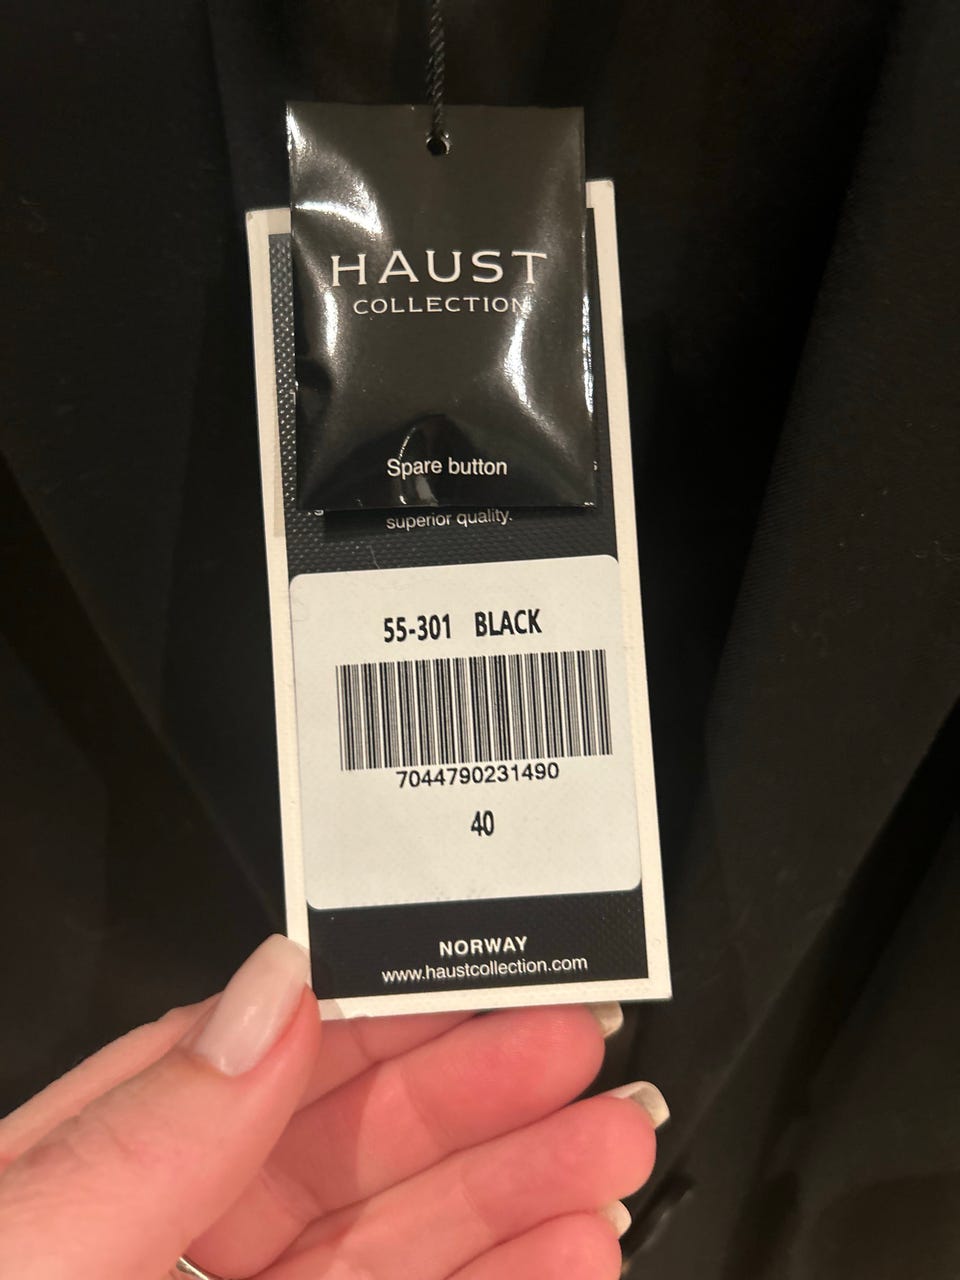 HAUST
COLLECTION
Spare button
superior quality.
55-301 BLACK
7044790231490
40
NORWAY
www.haustcollection.com